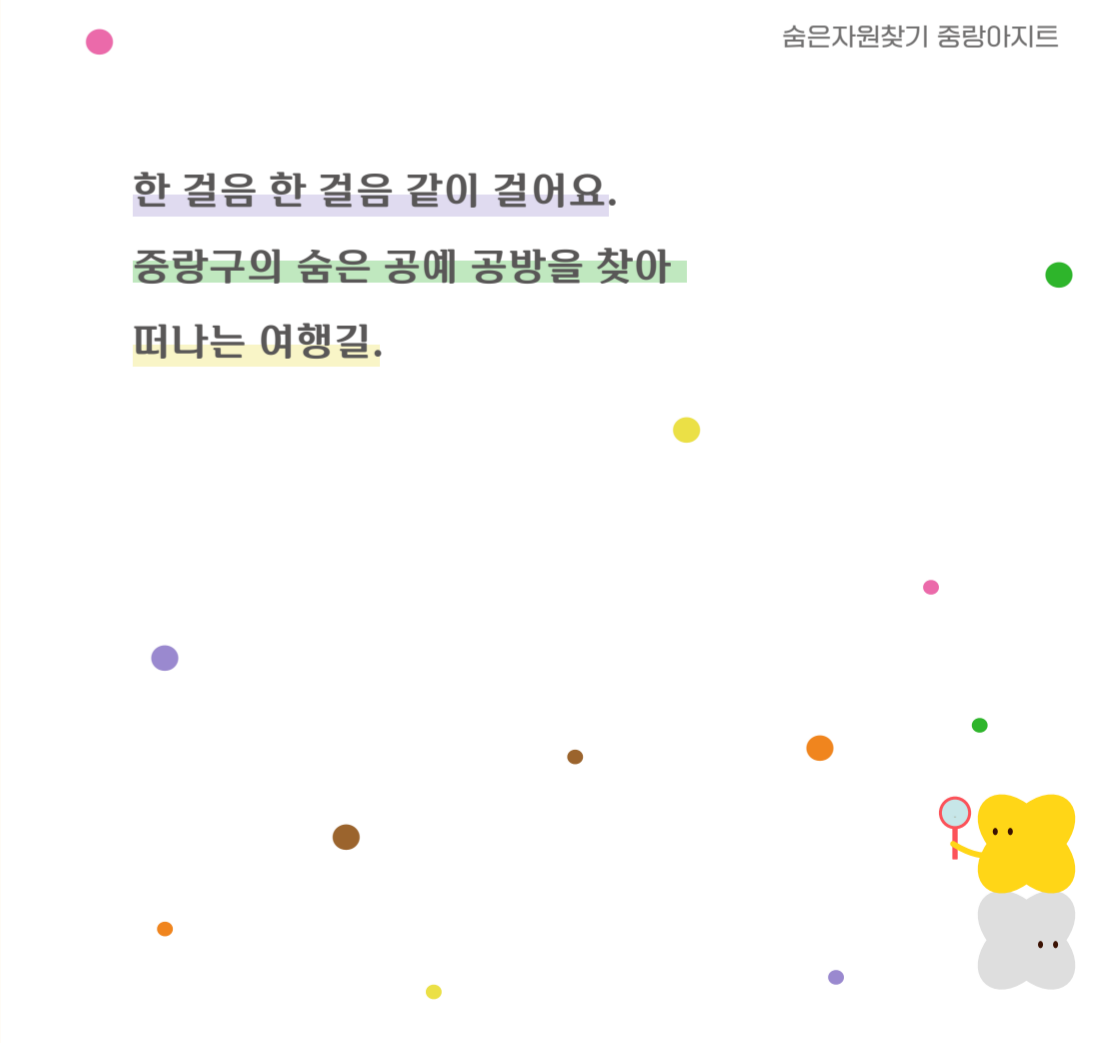 숨은자원찾기 중랑아지트
한 걸음 한 걸음 같이 걸어요.
중랑구의 숨은 공예 공방을 찾아
떠나는 여행길.